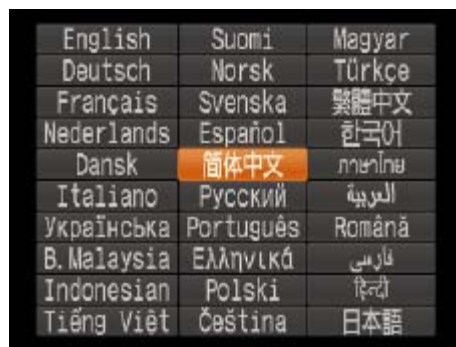 English Suomi Magyar
Deutsch Norsk Türkçe
Français Svenska 繁體中文
Nederlands Español 한국어
Dansk 简体中文 ภาษาไทย
Italiano Русский العربية
Українська Português Română
B.Malaysia Ελληνικά فارسی
Indonesian Polski हिन्दी
Tiếng Việt Čeština 日本語